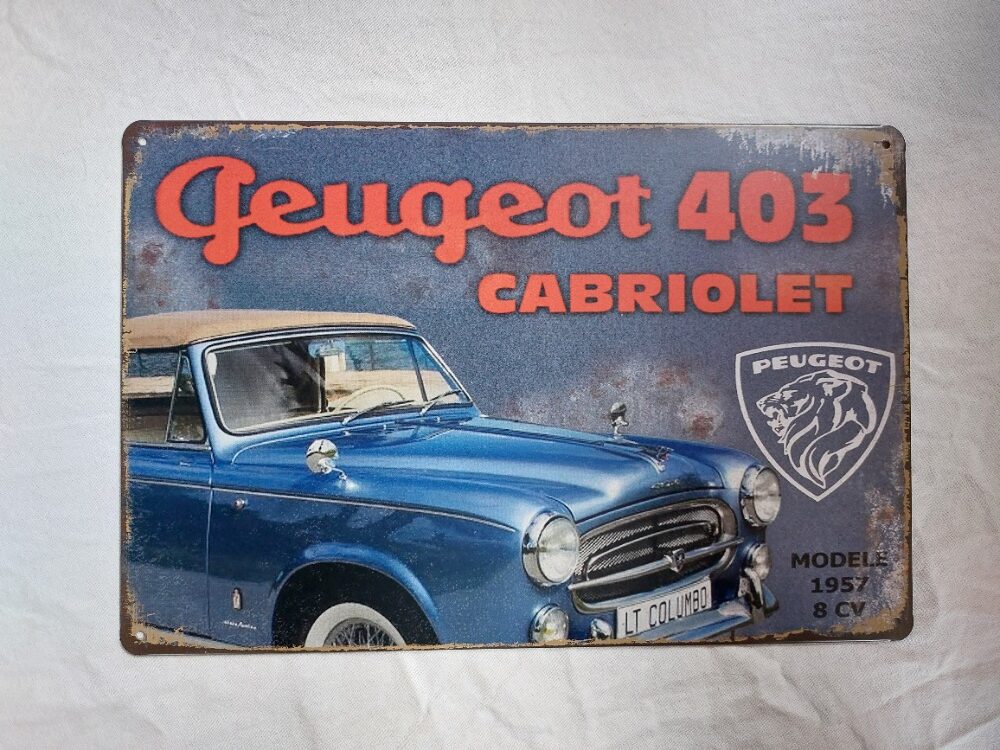 Peugeot 403
CABRIOLET
PEUGEOT
MODELE
1957
8 CV
LT COLUMBO